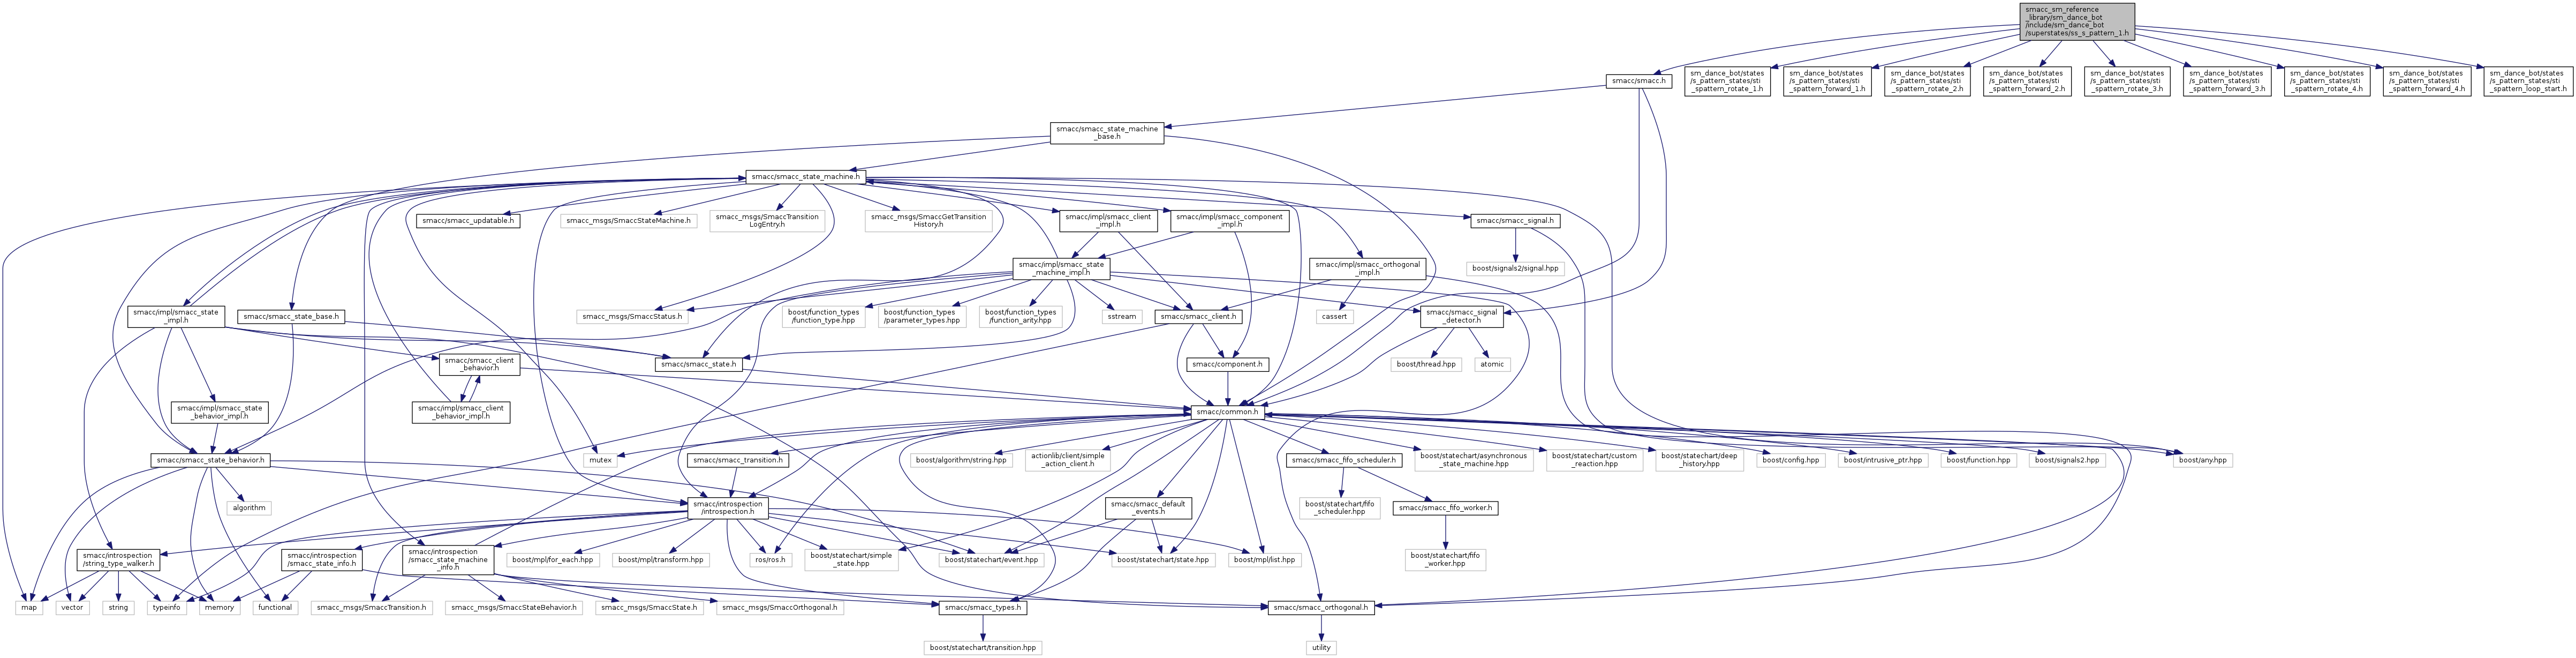 smacc_sm_reference
_library/sm_dance_bot
/include/sm_dance_bot
/superstates/ss_s_pattern_1.h
smacc/smacc.h
sm_dance_bot/states
/s_pattern_states/sti
_spattern_rotate_1.h
sm_dance_bot/states
/s_pattern_states/sti
_spattern_forward_1.h
sm_dance_bot/states
/s_pattern_states/sti
_spattern_rotate_2.h
sm_dance_bot/states
/s_pattern_states/sti
_spattern_forward_2.h
sm_dance_bot/states
/s_pattern_states/sti
_spattern_rotate_3.h
sm_dance_bot/states
/s_pattern_states/sti
_spattern_forward_3.h
sm_dance_bot/states
/s_pattern_states/sti
_spattern_rotate_4.h
sm_dance_bot/states
/s_pattern_states/sti
_spattern_forward_4.h
sm_dance_bot/states
/s_pattern_states/sti
_spattern_loop_start.h
smacc/smacc_state_machine
_base.h
smacc/smacc_state_machine.h
smacc/smacc_updatable.h
smacc_msgs/SmaccStateMachine.h
smacc_msgs/SmaccTransition
LogEntry.h
smacc_msgs/SmaccGetTransition
History.h
smacc/impl/smacc_client
_impl.h
smacc/impl/smacc_component
_impl.h
smacc/smacc_signal.h
smacc/impl/smacc_state
_machine_impl.h
smacc/impl/smacc_orthogonal
_impl.h
boost/signals2/signal.hpp
smacc/impl/smacc_state
_impl.h
smacc/smacc_state_base.h
smacc_msgs/SmaccStatus.h
boost/function_types
/function_type.hpp
boost/function_types
/parameter_types.hpp
boost/function_types
/function_arity.hpp
sstream
smacc/smacc_client.h
cassert
smacc/smacc_signal
_detector.h
smacc/smacc_client
_behavior.h
smacc/smacc_state.h
smacc/component.h
boost/thread.hpp
atomic
smacc/impl/smacc_state
_behavior_impl.h
smacc/impl/smacc_client
_behavior_impl.h
smacc/common.h
smacc/smacc_state_behavior.h
mutex
smacc/smacc_transition.h
boost/algorithm/string.hpp
actionlib/client/simple
_action_client.h
smacc/smacc_fifo_scheduler.h
boost/statechart/asynchronous
_state_machine.hpp
boost/statechart/custom
_reaction.hpp
boost/statechart/deep
_history.hpp
boost/config.hpp
boost/intrusive_ptr.hpp
boost/function.hpp
boost/signals2.hpp
boost/any.hpp
algorithm
smacc/introspection
/introspection.h
smacc/smacc_default
_events.h
boost/statechart/fifo
_scheduler.hpp
smacc/smacc_fifo_worker.h
smacc/introspection
/string_type_walker.h
smacc/introspection
/smacc_state_info.h
smacc/introspection
/smacc_state_machine
_info.h
boost/mpl/for_each.hpp
boost/mpl/transform.hpp
ros/ros.h
boost/statechart/simple
_state.hpp
boost/statechart/event.hpp
boost/statechart/state.hpp
boost/mpl/list.hpp
boost/statechart/fifo
_worker.hpp
map
vector
string
typeinfo
memory
functional
smacc_msgs/SmaccTransition.h
smacc_msgs/SmaccStateBehavior.h
smacc_msgs/SmaccState.h
smacc_msgs/SmaccOrthogonal.h
smacc/smacc_types.h
smacc/smacc_orthogonal.h
boost/statechart/transition.hpp
utility